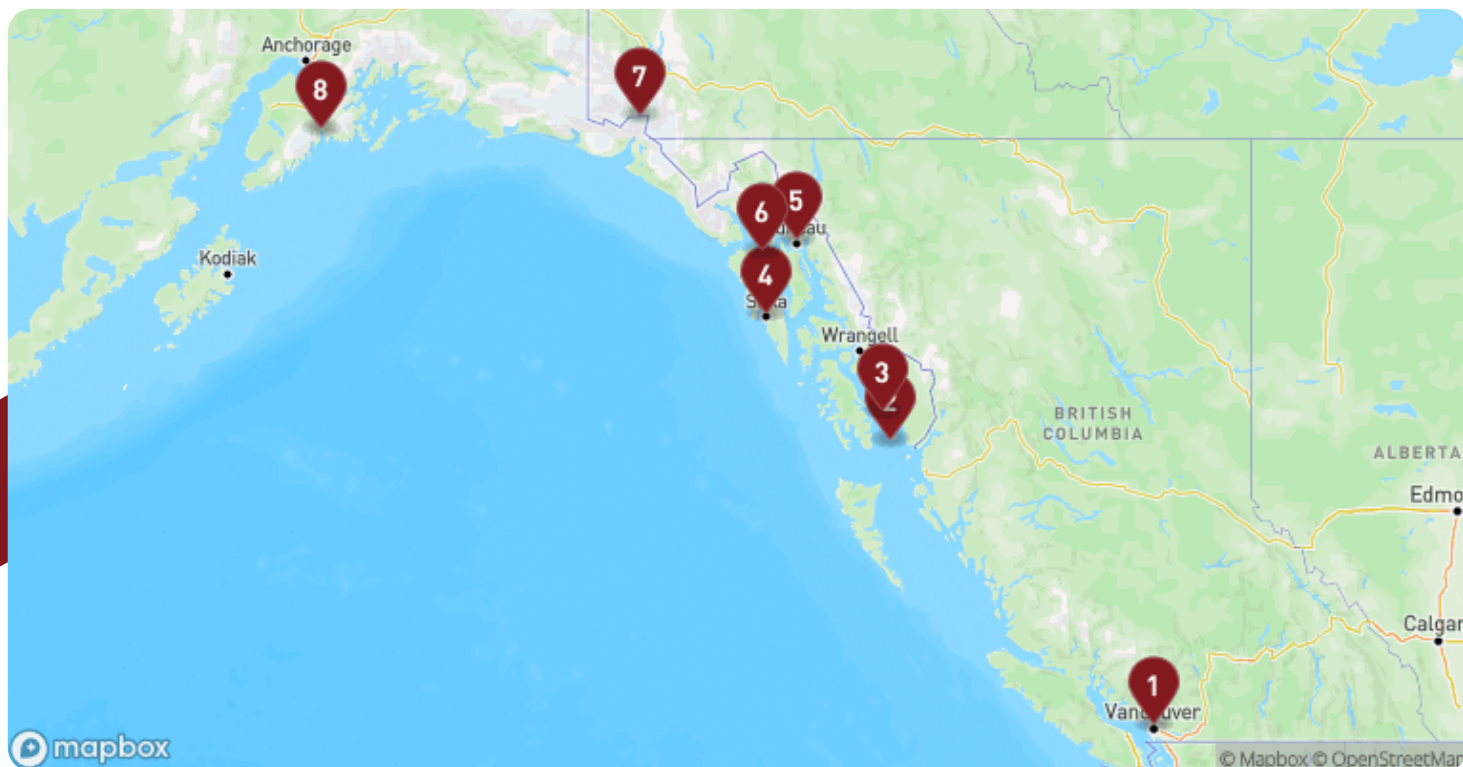 Anchorage
8
7
6
5
Kodiak
4
Wrangell
3
2
BRITISH
COLUMBIA
ALBERTA
Edmo
Calgar
1
Vancouver
mapbox
© Mapbox © OpenStreetMap